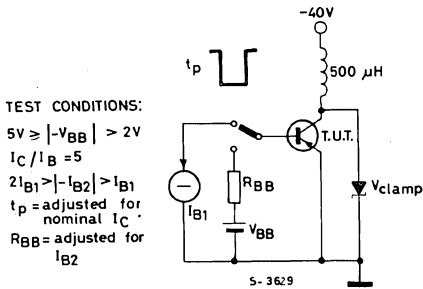 -40V
tp
500 µH
TEST CONDITIONS:
5V ≥ |-VBB| > 2V
IC/IB =5
2IB1>|-IB2|>IB1
tp =adjusted for
nominal IC .
RBB= adjusted for
IB2
T.U.T.
IB1
RBB
VBB
Vclamp
S- 3629